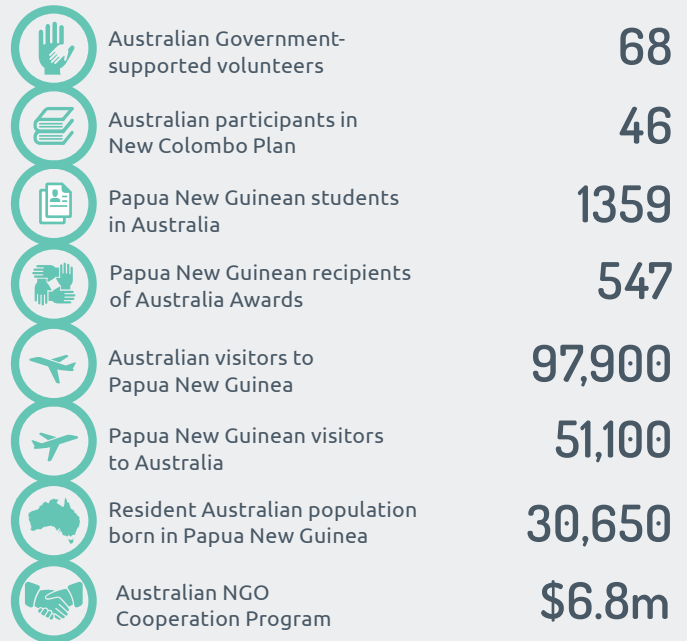 Australian Government-
supported volunteers
68
Australian participants in
New Colombo Plan
46
Papua New Guinean students
in Australia
1359
Papua New Guinean recipients
of Australia Awards
547
Australian visitors to
Papua New Guinea
97,900
Papua New Guinean visitors
to Australia
51,100
Resident Australian population
born in Papua New Guinea
30,650
Australian NGO
Cooperation Program
$6.8m